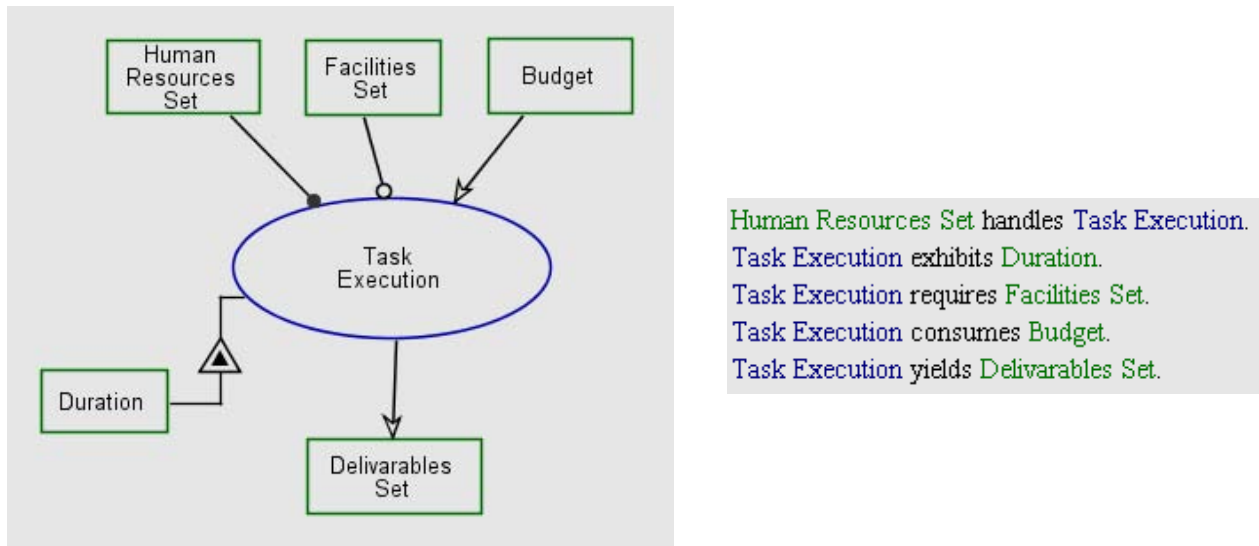 Human
Resources
Set
Facilities
Set
Budget
Task
Execution
Duration
Delivarables
Set
Human Resources Set handles Task Execution.
Task Execution exhibits Duration.
Task Execution requires Facilities Set.
Task Execution consumes Budget.
Task Execution yields Delivarables Set.